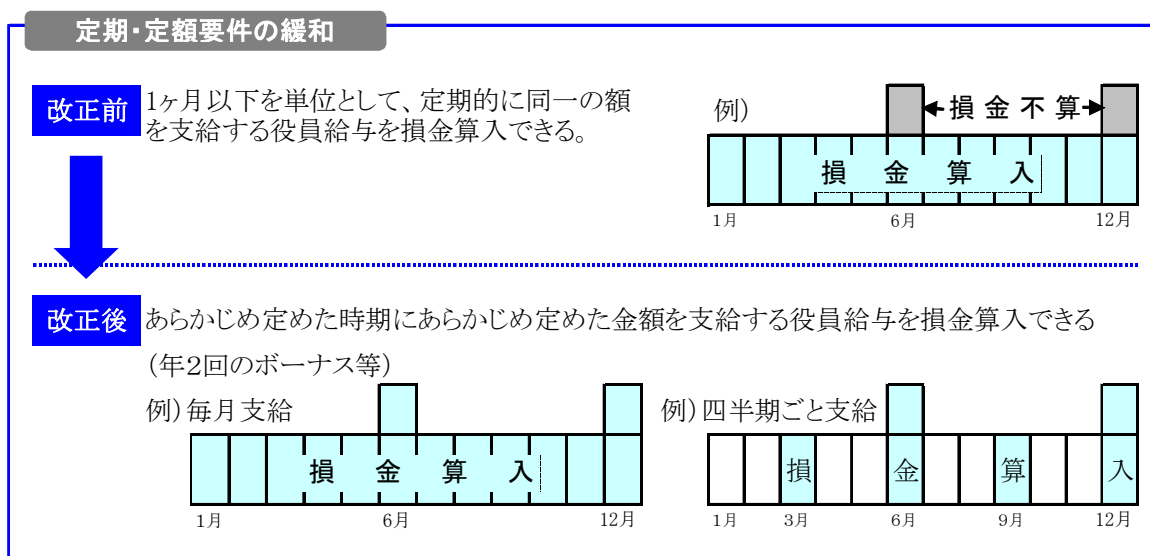 定期・定額要件の緩和
改正前
1ヶ月以下を単位として、定期的に同一の額
を支給する役員給与を損金算入できる。
例）
損金不算
損金算入
1月 6月 12月
改正後
あらかじめ定めた時期にあらかじめ定めた金額を支給する役員給与を損金算入できる
（年2回のボーナス等）
例）毎月支給
損金算入
1月 6月 12月
例）四半期ごと支給
損金算入
1月 3月 6月 9月 12月